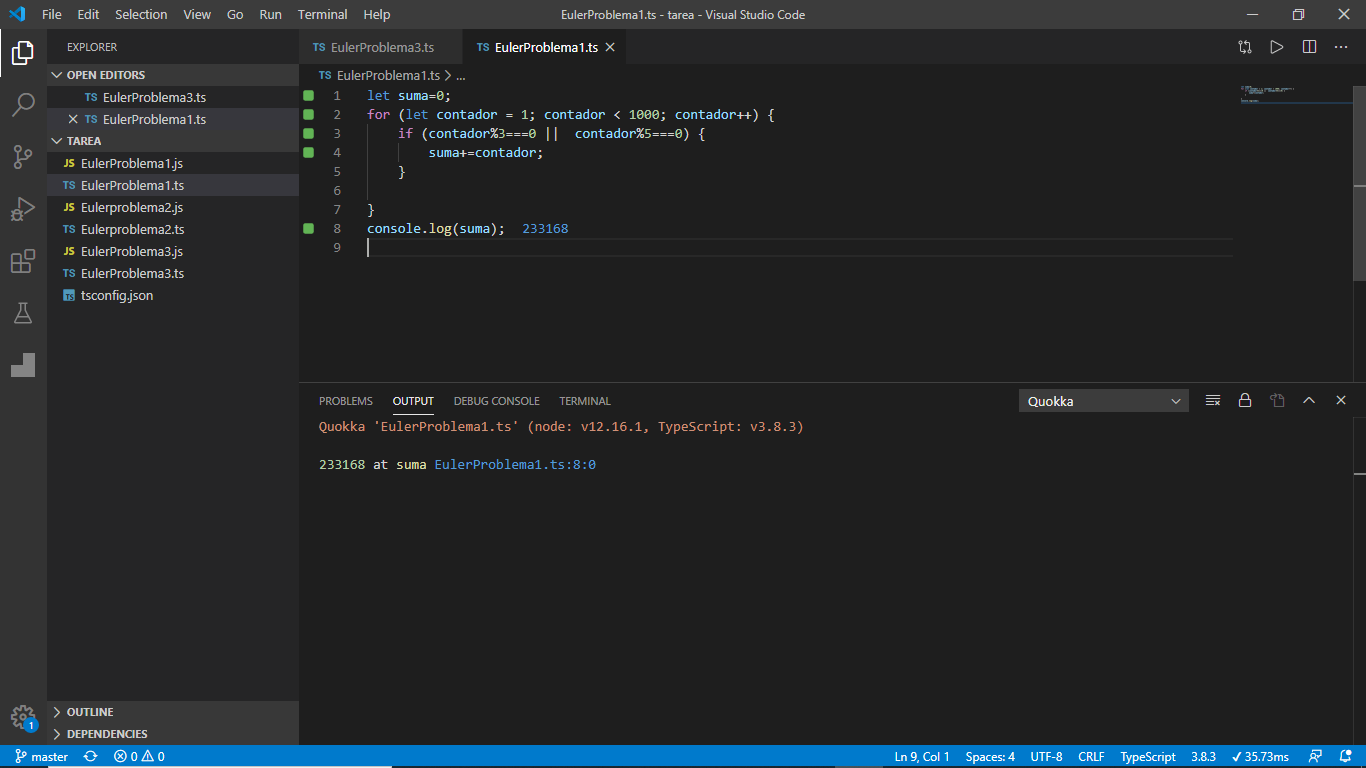 File Edit Selection View Go Run Terminal Help EulerProblema1.ts - tarea - Visual Studio Code
EXPLORER
OPEN EDITORS
TS EulerProblema3.ts
TS EulerProblema1.ts
TAREA
JS EulerProblema1.js
TS EulerProblema1.ts
JS Eulerproblema2.js
TS Eulerproblema2.ts
JS EulerProblema3.js
TS EulerProblema3.ts
TS tsconfig.json
OUTLINE
DEPENDENCIES
TS EulerProblema3.ts TS EulerProblema1.ts
TS EulerProblema1.ts > ...
1 let suma=0;
2 for (let contador = 1; contador < 1000; contador++) {
3 if (contador%3===0 ||  contador%5===0) {
4 suma+=contador;
5 }
6
7 }
8 console.log(suma); 233168
9
PROBLEMS OUTPUT DEBUG CONSOLE TERMINAL Quokka
Quokka 'EulerProblema1.ts' (node: v12.16.1, TypeScript: v3.8.3)
233168 at suma EulerProblema1.ts:8:0
1
master 0 0 Ln 9, Col 1 Spaces: 4 UTF-8 CRLF TypeScript 3.8.3 ✓ 35.73ms